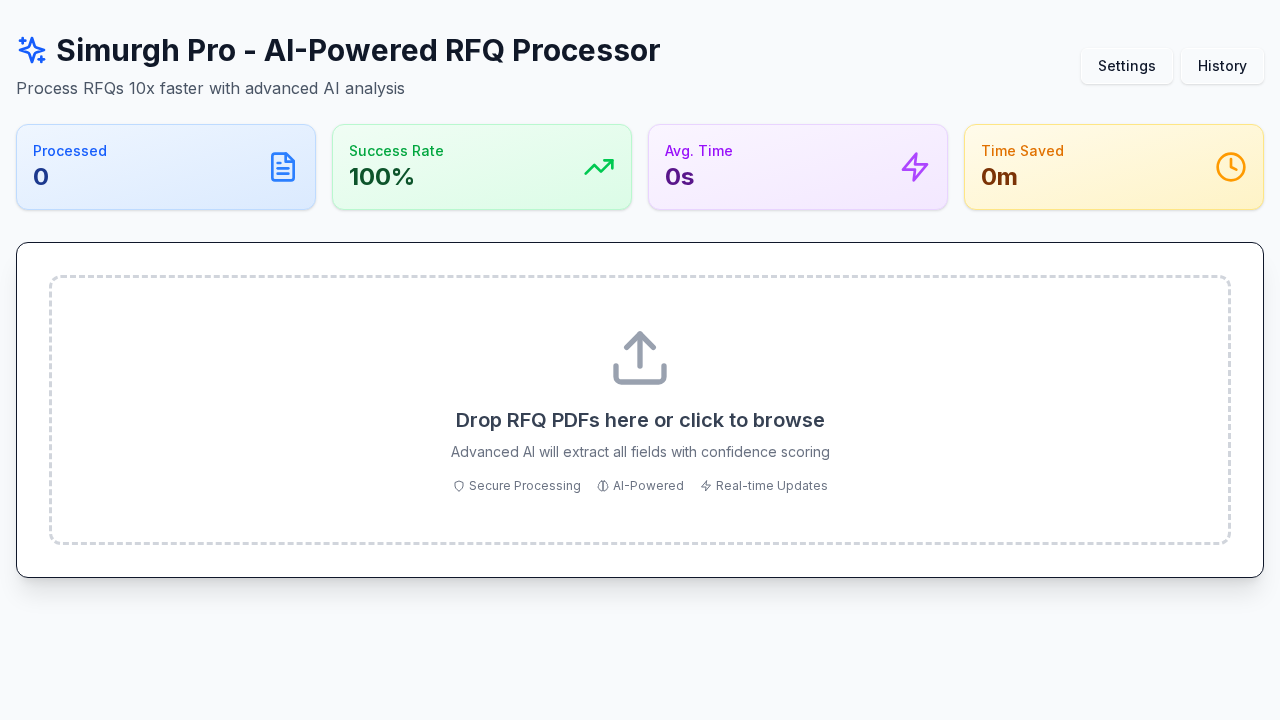 Simurgh Pro - AI-Powered RFQ Processor
Process RFQs 10x faster with advanced AI analysis
Settings
History
Processed
0
Success Rate
100%
Avg. Time
0s
Time Saved
0m
Drop RFQ PDFs here or click to browse
Advanced AI will extract all fields with confidence scoring
Secure Processing
AI-Powered
Real-time Updates